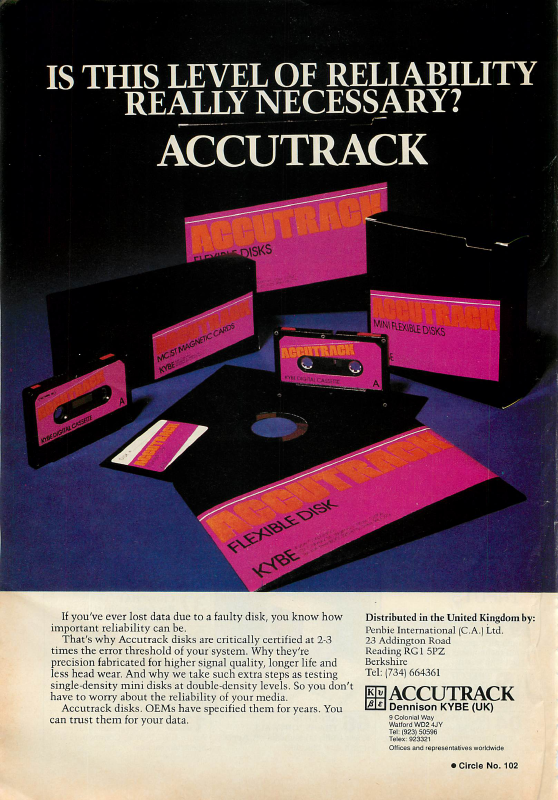 IS THIS LEVEL OF RELIABILITY
REALLY NECESSARY?
ACCUTRACK
ACCUTRACK
FLEXIBLE DISKS
ACCUTRACK
MINI FLEXIBLE DISKS
ACCUTRACK
MC/ST MAGNETIC CARDS
KYBE
ACCUTRACK
KYBE DIGITAL CASSETTE
A
ACCUTRACK
KYBE DIGITAL CASSETTE
A
ACCUTRACK
ACCUTRACK
FLEXIBLE DISK
KYBE
If you've ever lost data due to a faulty disk, you know how
important reliability can be.
That's why Accutrack disks are critically certified at 2-3
times the error threshold of your system. Why they're
precision fabricated for higher signal quality, longer life and
less head wear. And why we take such extra steps as testing
single-density mini disks at double-density levels. So you don't
have to worry about the reliability of your media.
Accutrack disks. OEMs have specified them for years. You
can trust them for your data.
Distributed in the United Kingdom by:
Penbie International (C.A.) Ltd.
23 Addington Road
Reading RG1 5PZ
Berkshire
Tel: (734) 664361
ACCUTRACK
Dennison KYBE (UK)
9 Colonial Way
Watford WD2 4JY
Tel: (923) 50596
Telex: 923321
Offices and representatives worldwide
● Circle No. 102